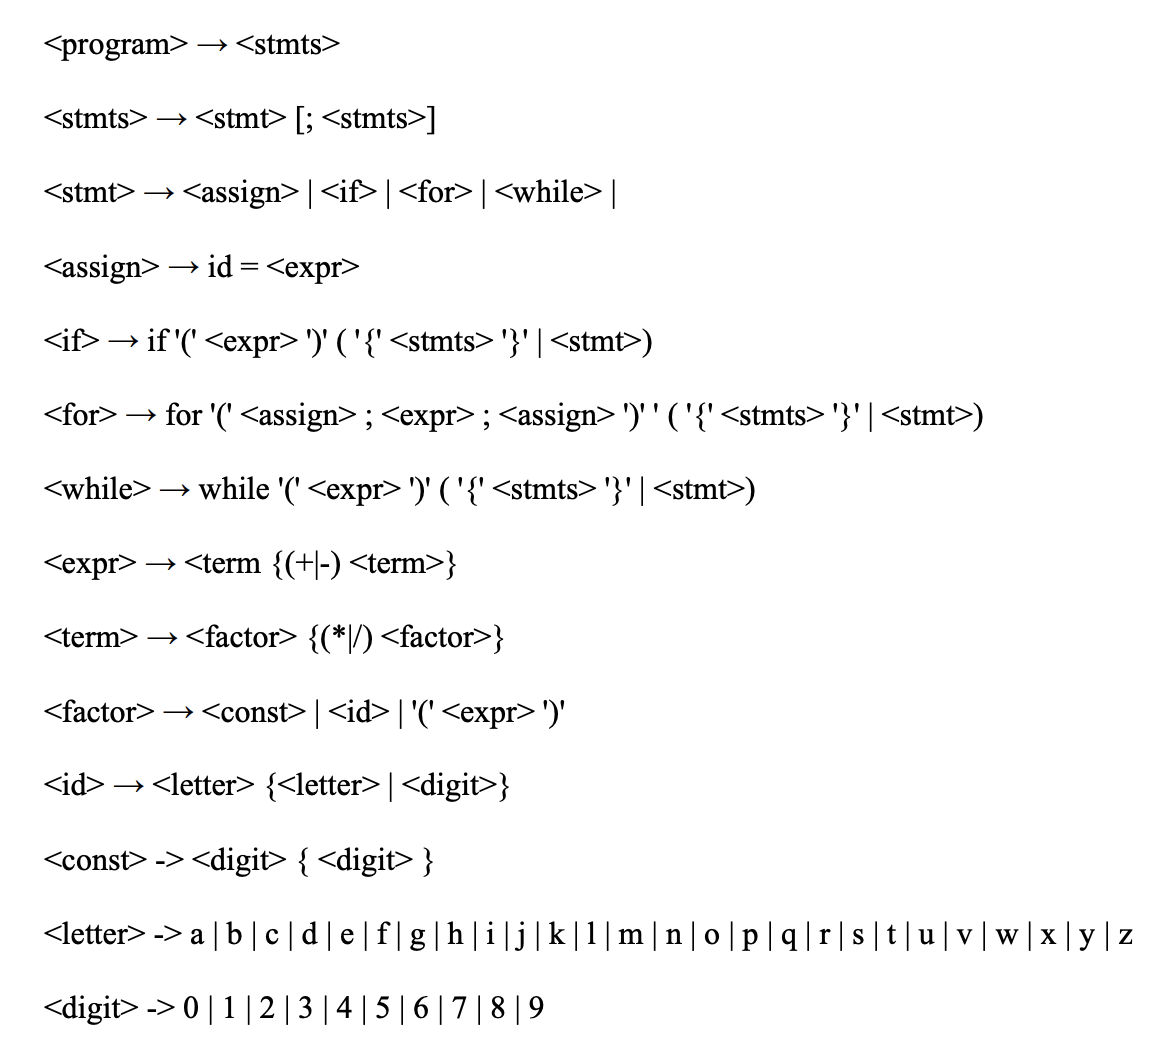 <program> → <stmts>
<stmts> → <stmt> [; <stmts>]
<stmt> → <assign> | <if> | <for> | <while> |
<assign> → id = <expr>
<if> → if '(' <expr> ')' ( '{' <stmts> '}' | <stmt>)
<for> → for '(' <assign> ; <expr> ; <assign> ')' ' ( '{' <stmts> '}' | <stmt>)
<while> → while '(' <expr> ')' ( '{' <stmts> '}' | <stmt>)
<expr> → <term {(+|-) <term>}
<term> → <factor> {(*|/) <factor>}
<factor> → <const> | <id> | '(' <expr> ')'
<id> → <letter> {<letter> | <digit>}
<const> -> <digit> { <digit> }
<letter> -> a | b | c | d | e | f | g | h | i | j | k | l | m | n | o | p | q | r | s | t | u | v | w | x | y | z
<digit> -> 0 | 1 | 2 | 3 | 4 | 5 | 6 | 7 | 8 | 9